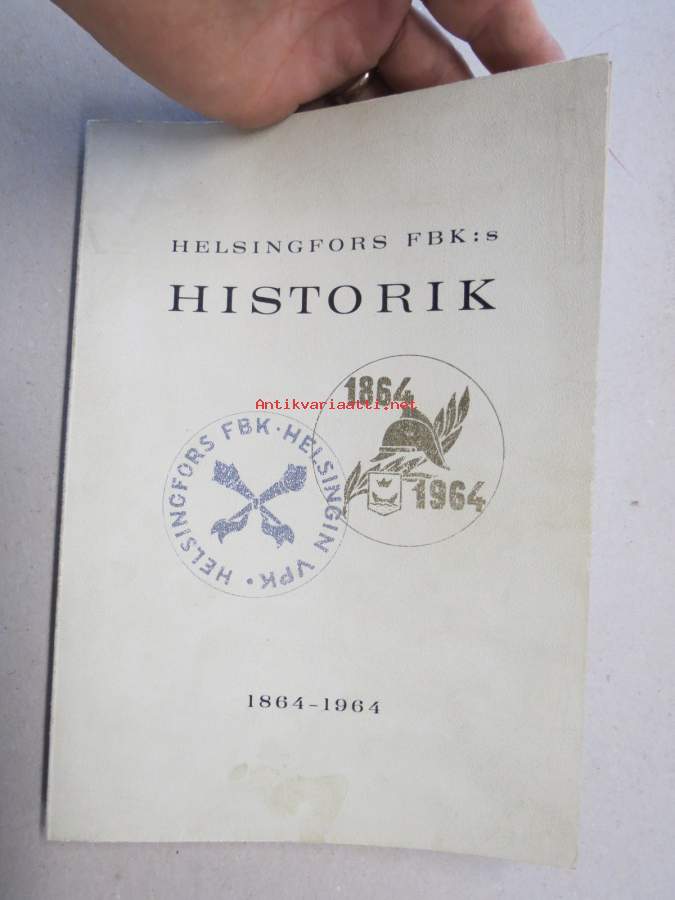 HELSINGFORS FBK:s
HISTORIK
1864
Antikvariaatti.net
1964
HELSINGFORS FBK · HELSINGIN VPK ·
1864-1964